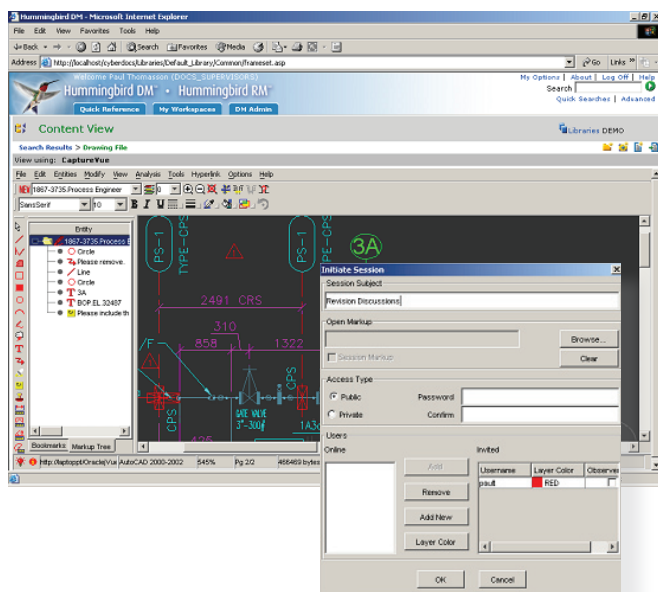 Hummingbird DM - Microsoft Internet Explorer
File Edit View Favorites Tools Help
Back Search Favorites Media
Address http://localhost/cyberdocs/Libraries/Default_Library/Common/frameset.asp Go Links »
Welcome Paul Thomasson (DOCS_SUPERVISORS) My Options | About | Log Off | Help
Hummingbird DM™ • Hummingbird RM™ Search
Quick Reference My Workspaces DM Admin Quick Searches | Advanced
Content View Libraries DEMO
Search Results > Drawing File
View using: CaptureVue
File Edit Entities Modify View Analysis Tools Hyperlink Options Help
1867-3735.Process Engineer 0
SansSerif 10 B I U
Entity
1867-3735.Process E
Circle
Please remove.
Line
Circle
3A
BOP.EL 32487
Please include th
PS-1
TYPE-CPS
PS-1
PE-CPS
3A
2491 CRS
310
858 1322
/F
CPS
CPS
GATE VALVE
3"-300#
1A3
425
Bookmarks Markup Tree
http://laptoppt/Oracle/Vue AutoCAD 2000-2002 545% Pg 2/2 466469 bytes
Initiate Session
Session Subject
Revision Discussions
Open Markup
Browse...
Session Markup Clear
Access Type
Public Password
Private Confirm
Users
Online Invited
Add
Username Layer Color Observer
Remove
pault RED
Add New
Layer Color
OK Cancel